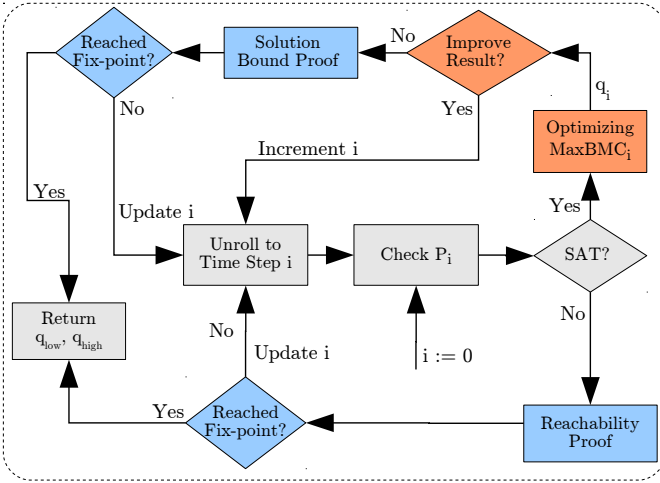 Reached
Fix-point?
Solution
Bound Proof
No
Improve
Result?
q_i
No
Yes
Optimizing
MaxBMC_i
Increment i
Yes
Update i
Yes
Unroll to
Time Step i
Check P_i
SAT?
Return
q_low, q_high
No
No
Update i
i := 0
Yes
Reached
Fix-point?
Reachability
Proof